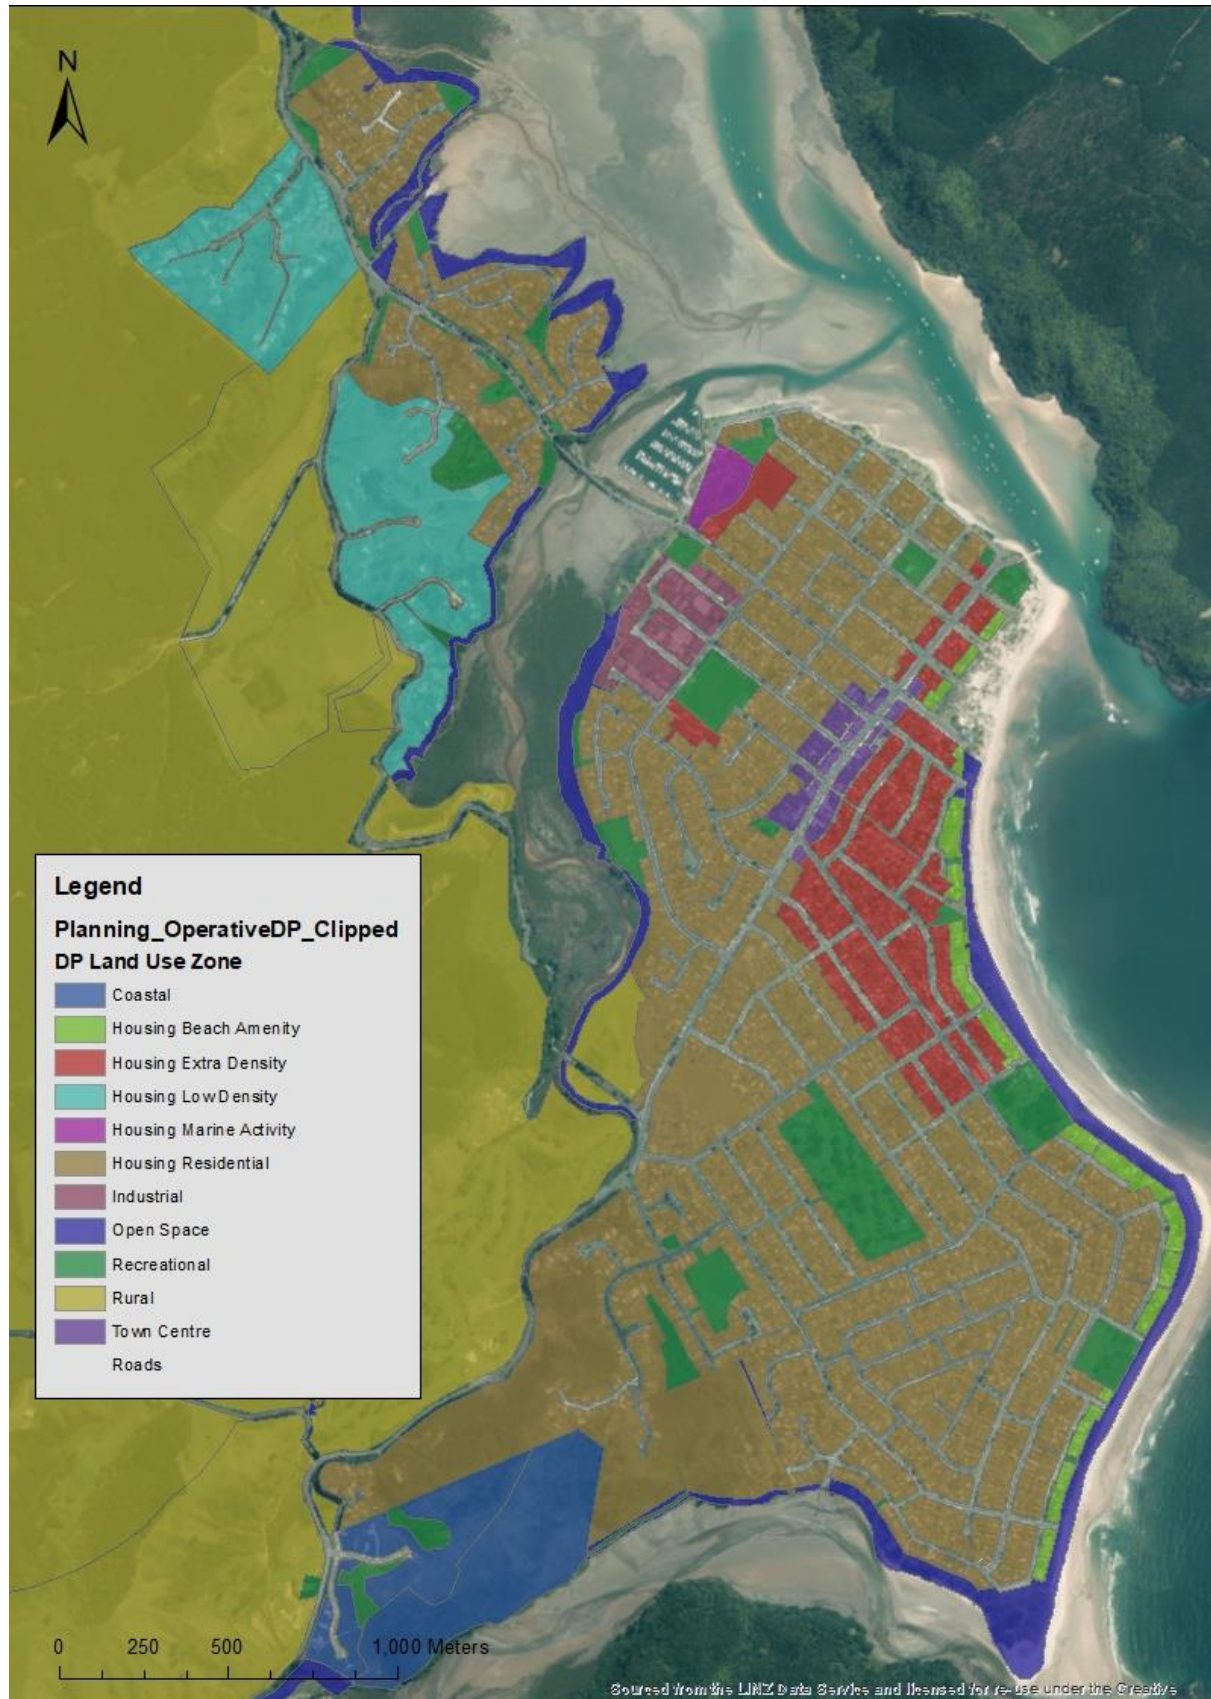 N
Legend
Planning_OperativeDP_Clipped
DP Land Use Zone
Coastal
Housing Beach Amenity
Housing Extra Density
Housing Low Density
Housing Marine Activity
Housing Residential
Industrial
Open Space
Recreational
Rural
Town Centre
Roads
0 250 500 1,000 Meters
Sourced from the LINZ Data Service and licensed for re-use under the Creative